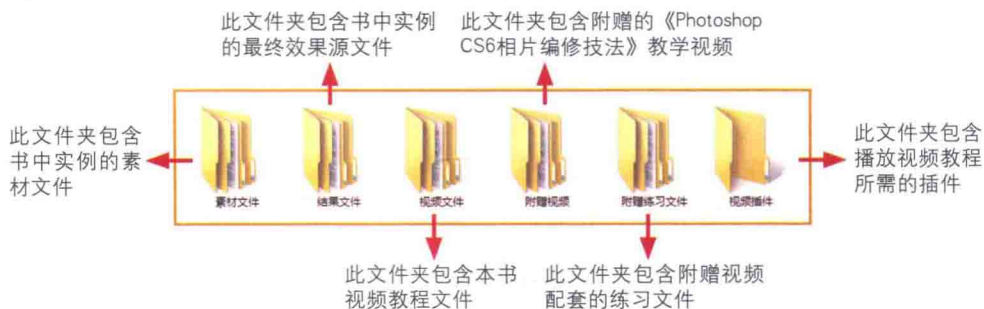 此文件夹包含书中实例
的最终效果源文件
此文件夹包含附赠的《Photoshop
CS6相片编修技法》教学视频
此文件夹包含
书中实例的素
材文件
素材文件
结果文件
视频文件
附赠视频
附赠练习文件
视频插件
此文件夹包含
播放视频教程
所需的插件
此文件夹包含本书
视频教程文件
此文件夹包含附赠视频
配套的练习文件